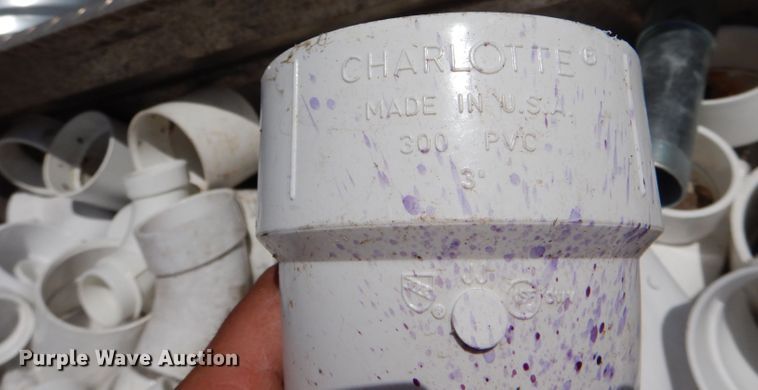 CHARLOTTE®
MADE IN U.S.A.
300 PVC
3"
Purple Wave Auction